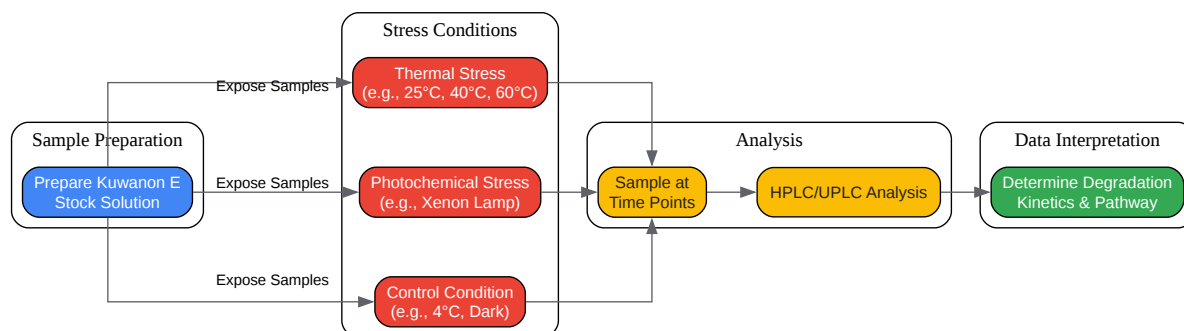 Stress Conditions
Expose Samples
Thermal Stress
(e.g., 25°C, 40°C, 60°C)
Sample Preparation
Prepare Kuwanon E
Stock Solution
Expose Samples
Photochemical Stress
(e.g., Xenon Lamp)
Analysis
Sample at
Time Points
HPLC/UPLC Analysis
Data Interpretation
Determine Degradation
Kinetics & Pathway
Expose Samples
Control Condition
(e.g., 4°C, Dark)